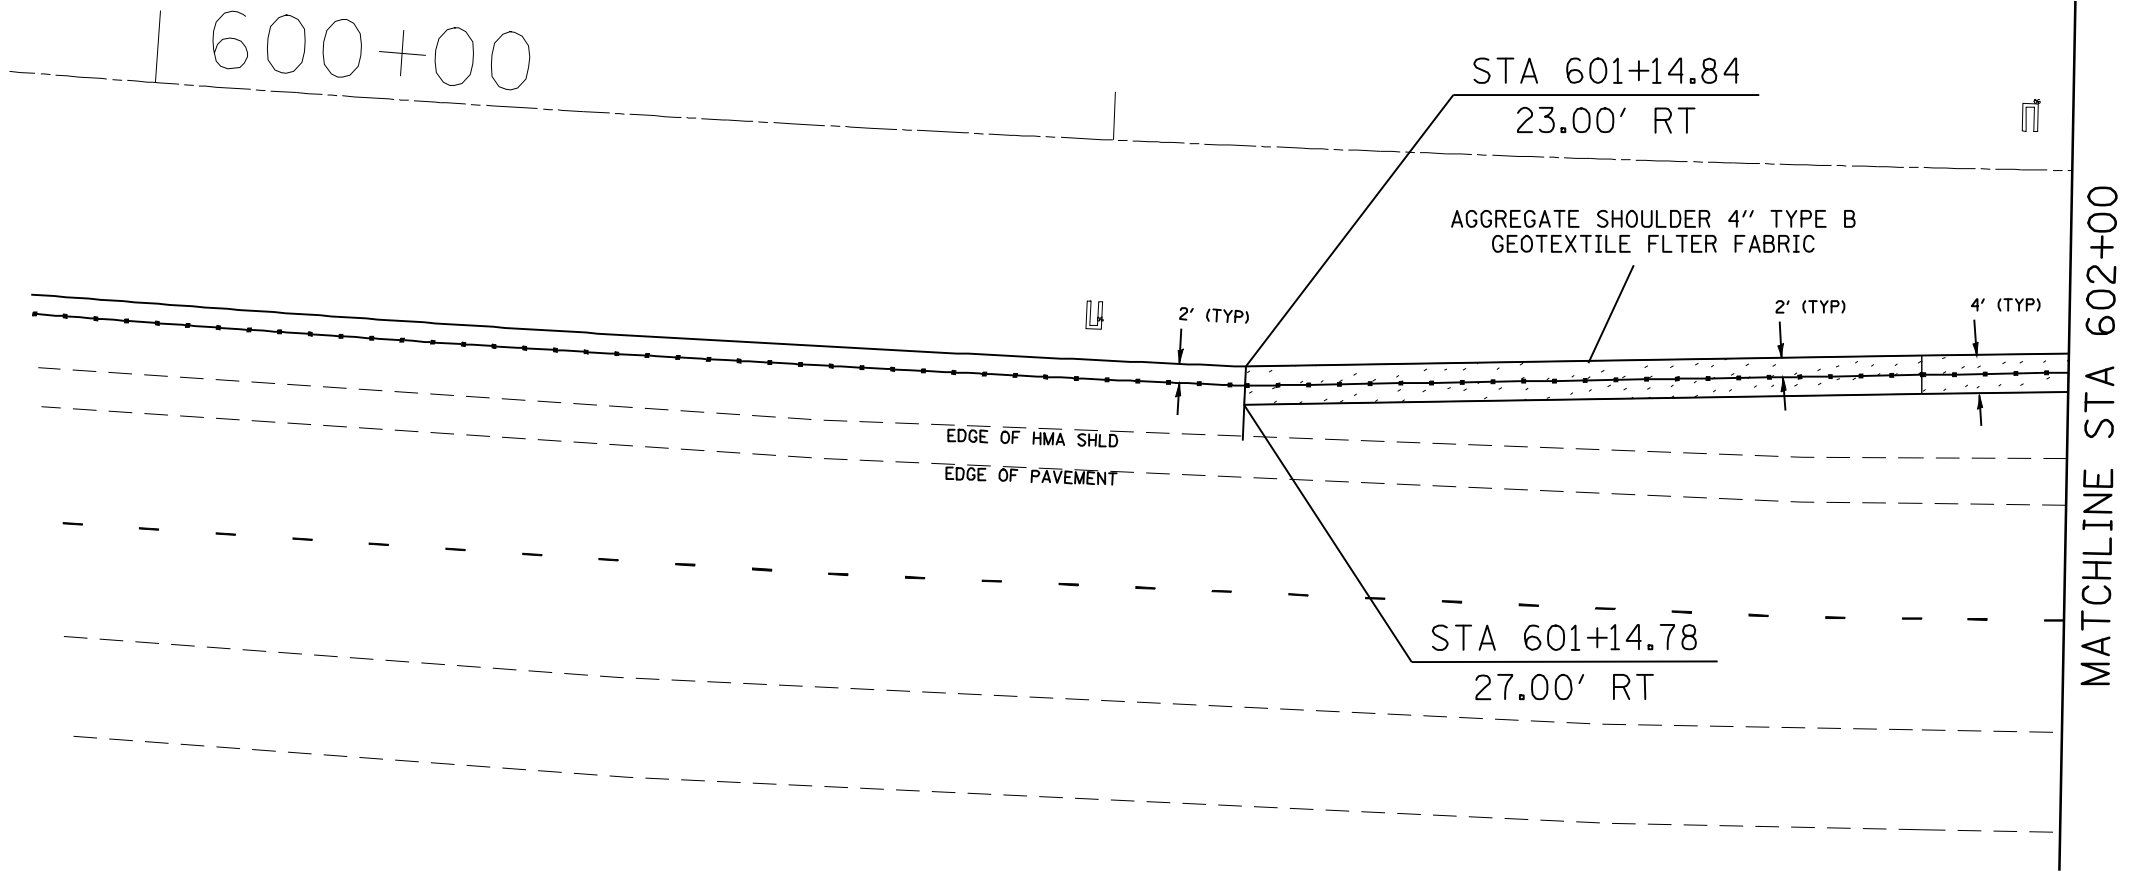 600+00
STA 601+14.84
23.00' RT
AGGREGATE SHOULDER 4" TYPE B
GEOTEXTILE FLTER FABRIC
2' (TYP)
2' (TYP)
4' (TYP)
EDGE OF HMA SHLD
EDGE OF PAVEMENT
STA 601+14.78
27.00' RT
MATCHLINE STA 602+00